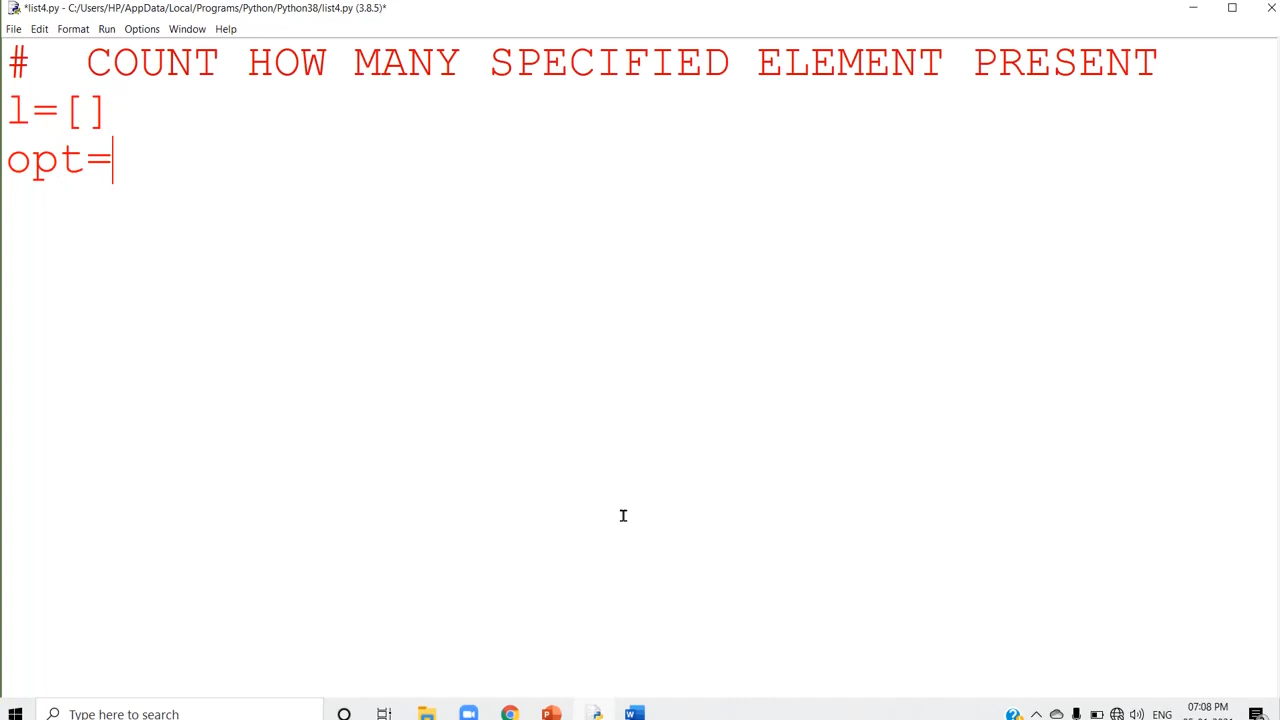 *list4.py - C:/Users/HP/AppData/Local/Programs/Python/Python38/list4.py (3.8.5)*
File Edit Format Run Options Window Help
# COUNT HOW MANY SPECIFIED ELEMENT PRESENT
l=[]
opt=
Type here to search
ENG
07:08 PM